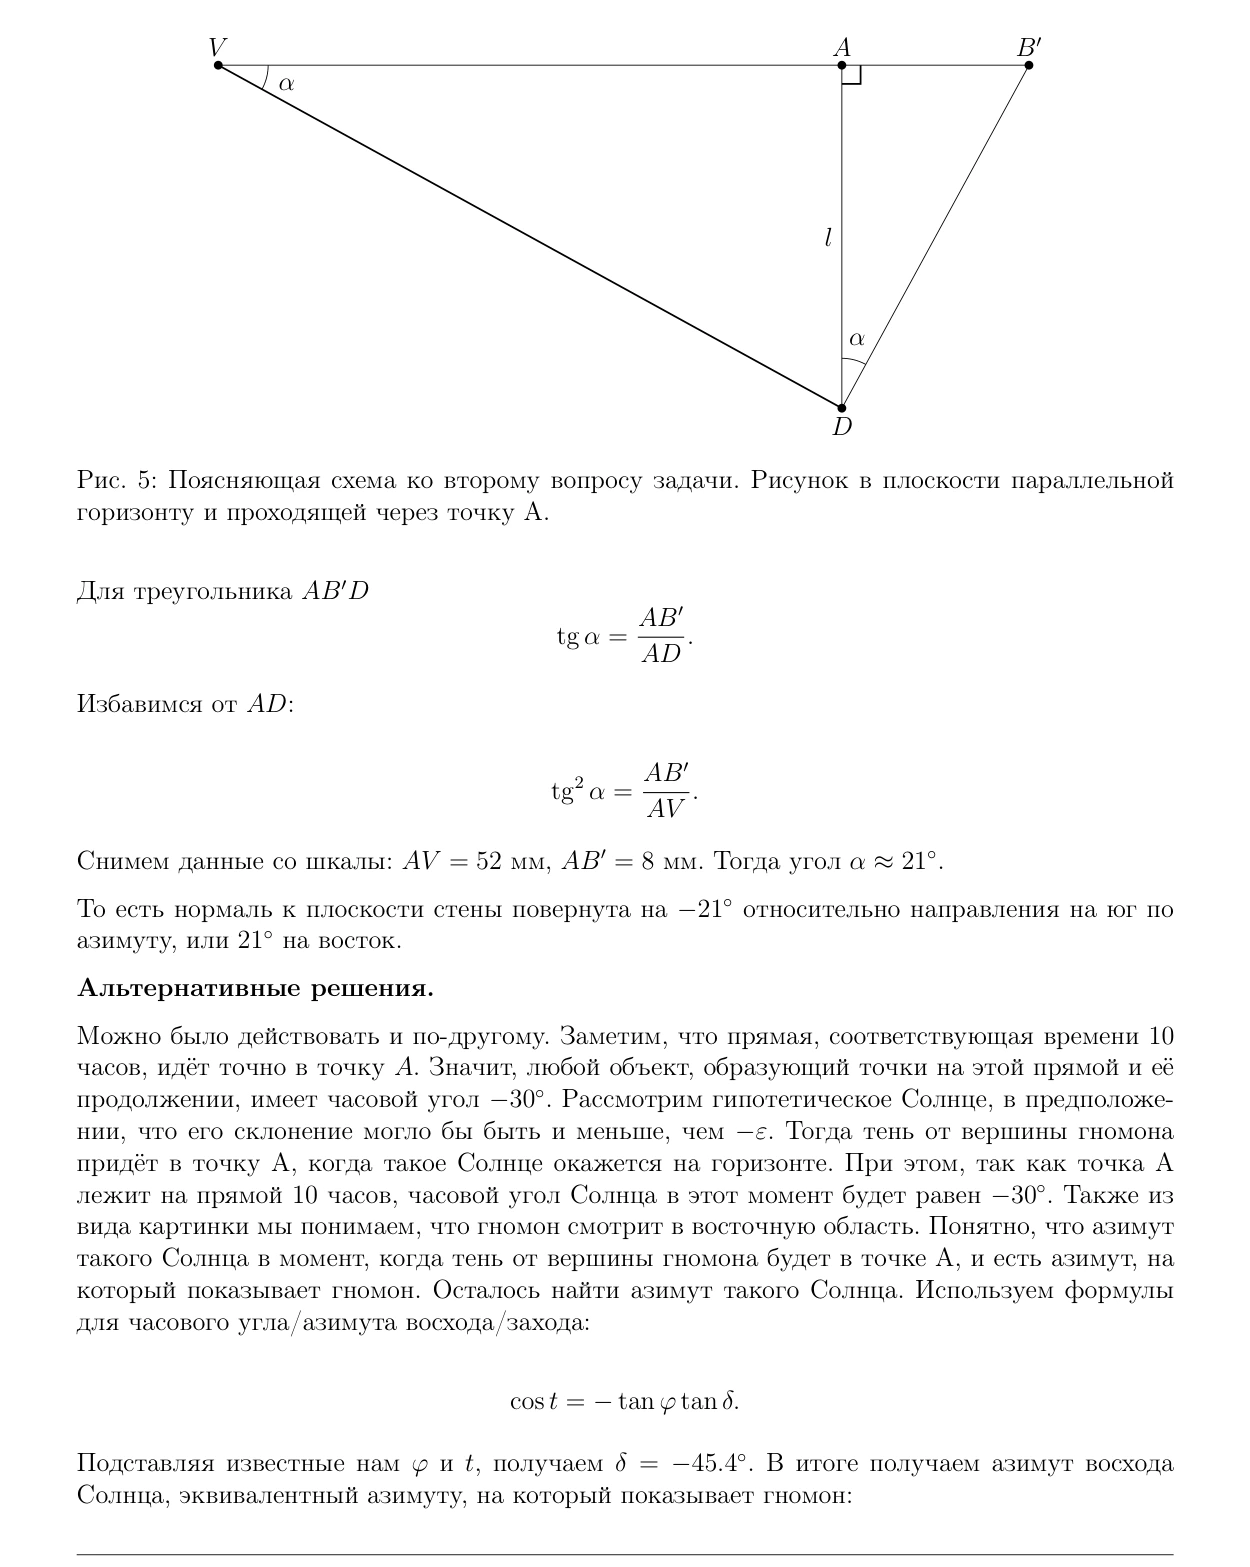 V
A
B′
α
l
α
D
Рис. 5: Поясняющая схема ко второму вопросу задачи. Рисунок в плоскости параллельной
горизонту и проходящей через точку А.
Для треугольника AB′D
tg α = AB′/AD.
Избавимся от AD:
tg² α = AB′/AV.
Снимем данные со шкалы: AV = 52 мм, AB′ = 8 мм. Тогда угол α ≈ 21°.
То есть нормаль к плоскости стены повернута на −21° относительно направления на юг по
азимуту, или 21° на восток.
Альтернативные решения.
Можно было действовать и по-другому. Заметим, что прямая, соответствующая времени 10
часов, идёт точно в точку A. Значит, любой объект, образующий точки на этой прямой и её
продолжении, имеет часовой угол −30°. Рассмотрим гипотетическое Солнце, в предположе-
нии, что его склонение могло бы быть и меньше, чем −ε. Тогда тень от вершины гномона
придёт в точку А, когда такое Солнце окажется на горизонте. При этом, так как точка А
лежит на прямой 10 часов, часовой угол Солнца в этот момент будет равен −30°. Также из
вида картинки мы понимаем, что гномон смотрит в восточную область. Понятно, что азимут
такого Солнца в момент, когда тень от вершины гномона будет в точке А, и есть азимут, на
который показывает гномон. Осталось найти азимут такого Солнца. Используем формулы
для часового угла/азимута восхода/захода:
cos t = − tan φ tan δ.
Подставляя известные нам φ и t, получаем δ = −45.4°. В итоге получаем азимут восхода
Солнца, эквивалентный азимуту, на который показывает гномон: